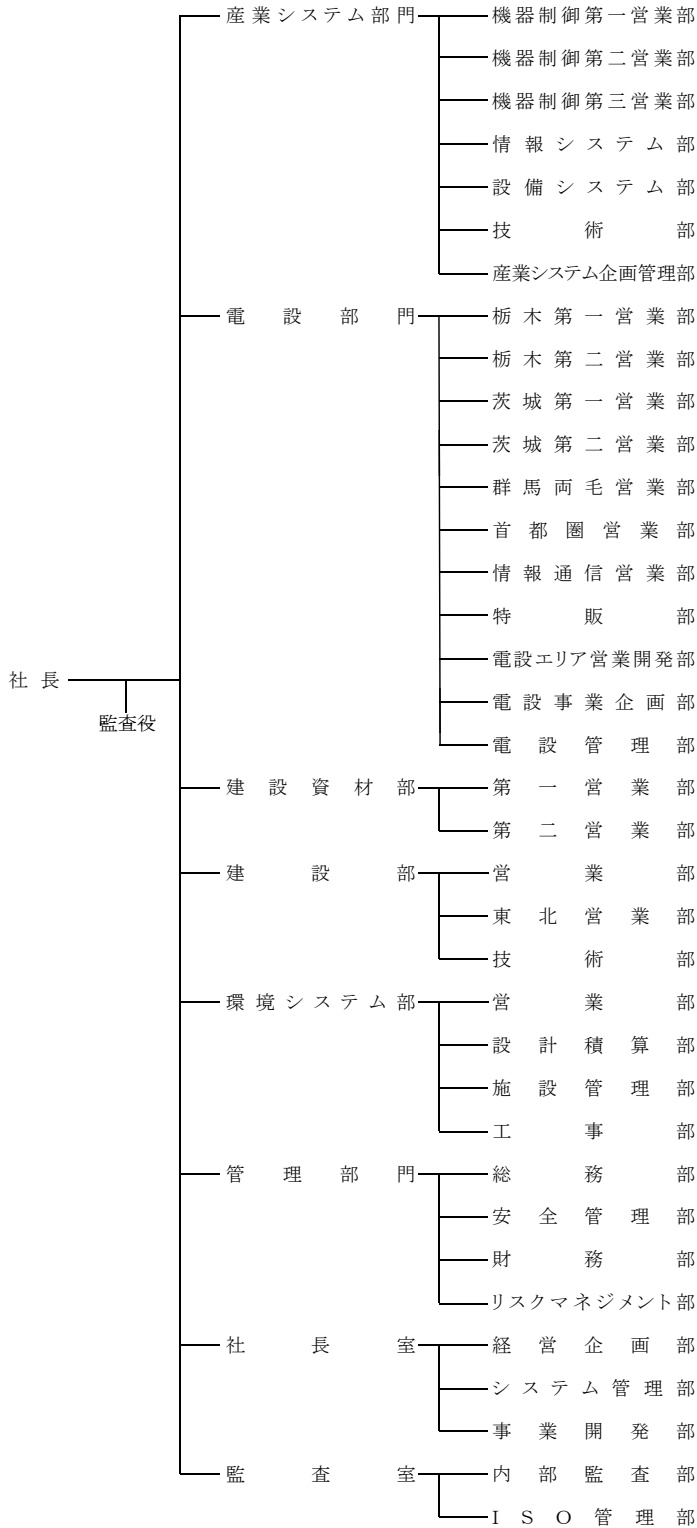 産業システム部門
機器制御第一営業部
機器制御第二営業部
機器制御第三営業部
情報システム部
設備システム部
技術部
産業システム企画管理部
電設部門
栃木第一営業部
栃木第二営業部
茨城第一営業部
茨城第二営業部
群馬両毛営業部
首都圏営業部
情報通信営業部
特販部
電設エリア営業開発部
社長
監査役
電設事業企画部
電設管理部
建設資材部
第一営業部
第二営業部
建設部
営業部
東北営業部
技術部
環境システム部
営業部
設計積算部
施設管理部
工事部
管理部門
総務部
安全管理部
財務部
リスクマネジメント部
社長室
経営企画部
システム管理部
事業開発部
監査室
内部監査部
ISO管理部